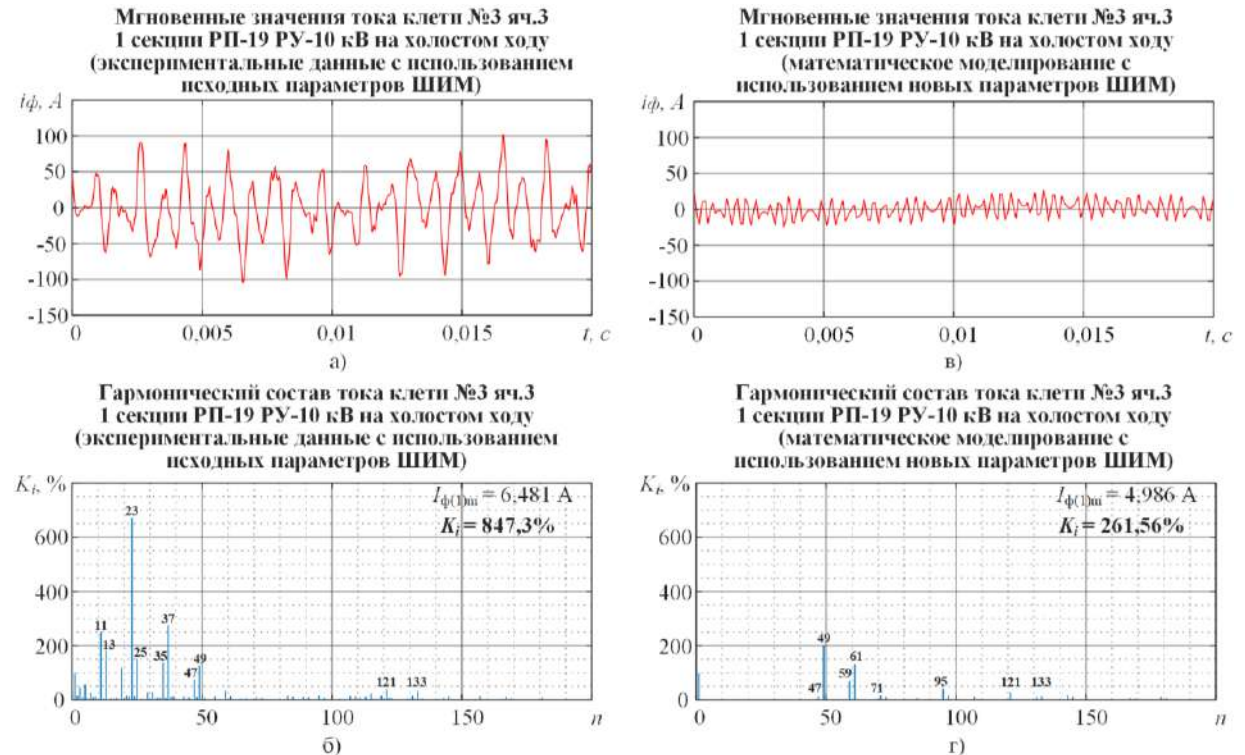 Мгновенные значения тока клети №3 яч.3
1 секции РП-19 РУ-10 кВ на холостом ходу
(экспериментальные данные с использованием
исходных параметров ШИМ)
iф, А
100
50
0
-50
-100
-150
0
0,005
0,01
0,015
t, с
а)
Мгновенные значения тока клети №3 яч.3
1 секции РП-19 РУ-10 кВ на холостом ходу
(математическое моделирование с
использованием новых параметров ШИМ)
iф, А
100
50
0
-50
-100
-150
0
0,005
0,01
0,015
t, с
в)
Гармонический состав тока клети №3 яч.3
1 секции РП-19 РУ-10 кВ на холостом ходу
(экспериментальные данные с использованием
исходных параметров ШИМ)
Ki, %
Iф(1)m = 6,481 А
Ki = 847,3%
600
400
200
0
23
11
13
25
35
37
47
49
121
133
0
50
100
150
n
б)
Гармонический состав тока клети №3 яч.3
1 секции РП-19 РУ-10 кВ на холостом ходу
(математическое моделирование с
использованием новых параметров ШИМ)
Ki, %
Iф(1)m = 4,986 А
Ki = 261,56%
600
400
200
0
47
49
59
61
71
95
121
133
0
50
100
150
n
г)